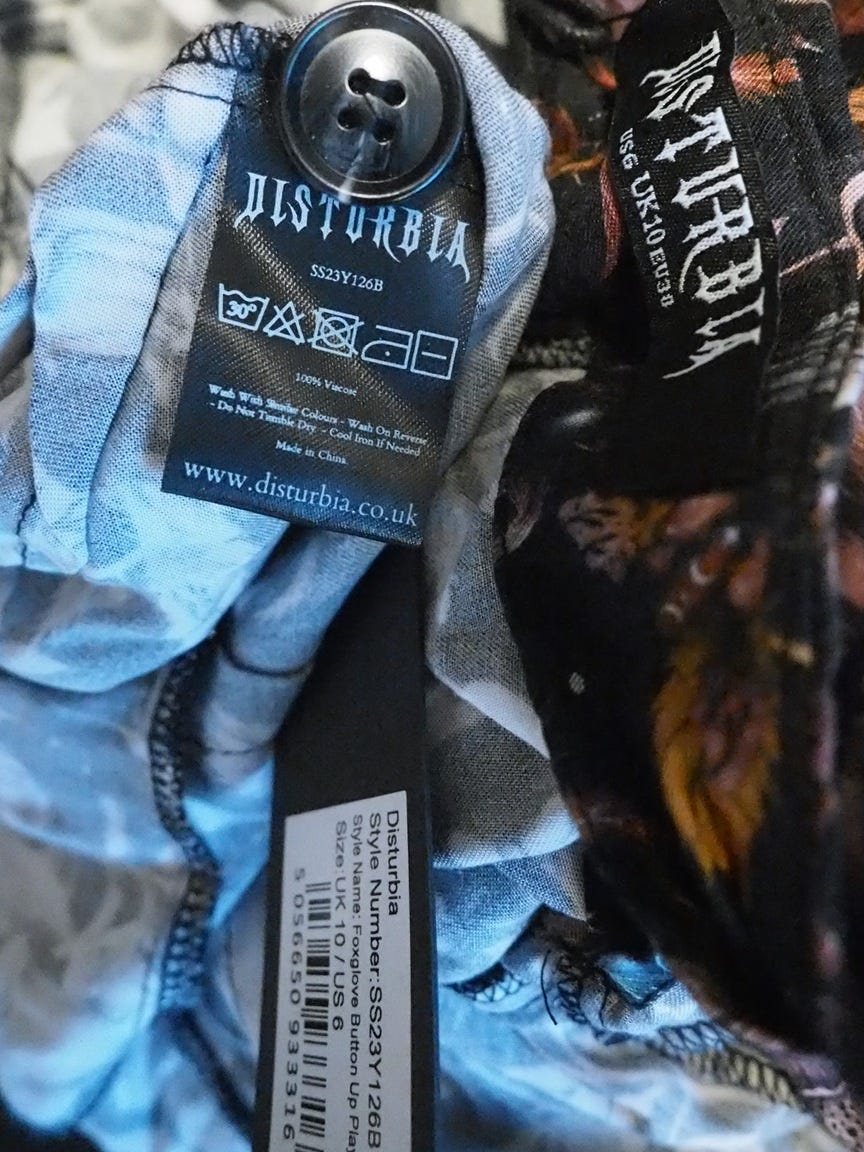 DISTURBIA
SS23Y126B
30°
100% Viscose
Wash With Similar Colours - Wash On Reverse
- Do Not Tumble Dry - Cool Iron If Needed
Made in China
www.disturbia.co.uk
ISTURBIA
US6 UK10 EU38
Disturbia
Style Number:SS23Y126B
Style Name: Foxglove Button Up Play
Size:UK 10 / US 6
5 056650 933316